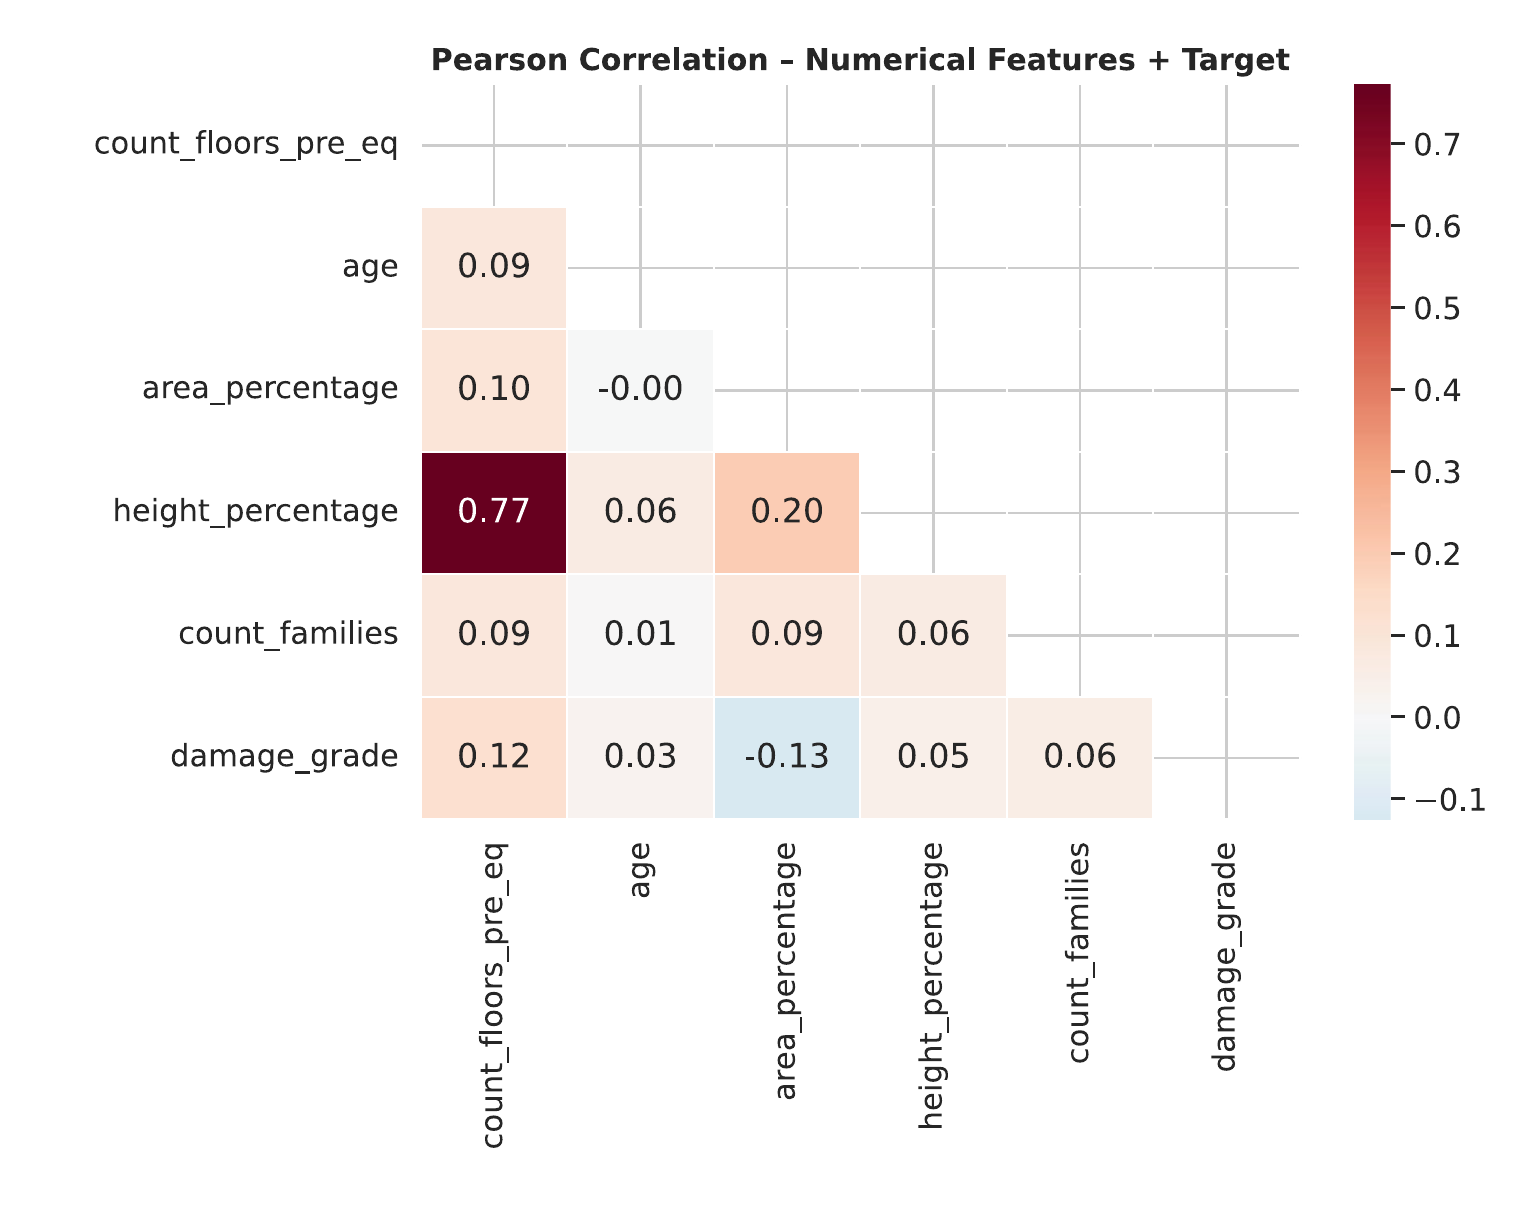 Pearson Correlation – Numerical Features + Target
count_floors_pre_eq
age
0.09
area_percentage
0.10 -0.00
height_percentage
0.77 0.06 0.20
count_families
0.09 0.01 0.09 0.06
damage_grade
0.12 0.03 -0.13 0.05 0.06
count_floors_pre_eq
age
area_percentage
height_percentage
count_families
damage_grade
0.7
0.6
0.5
0.4
0.3
0.2
0.1
0.0
−0.1